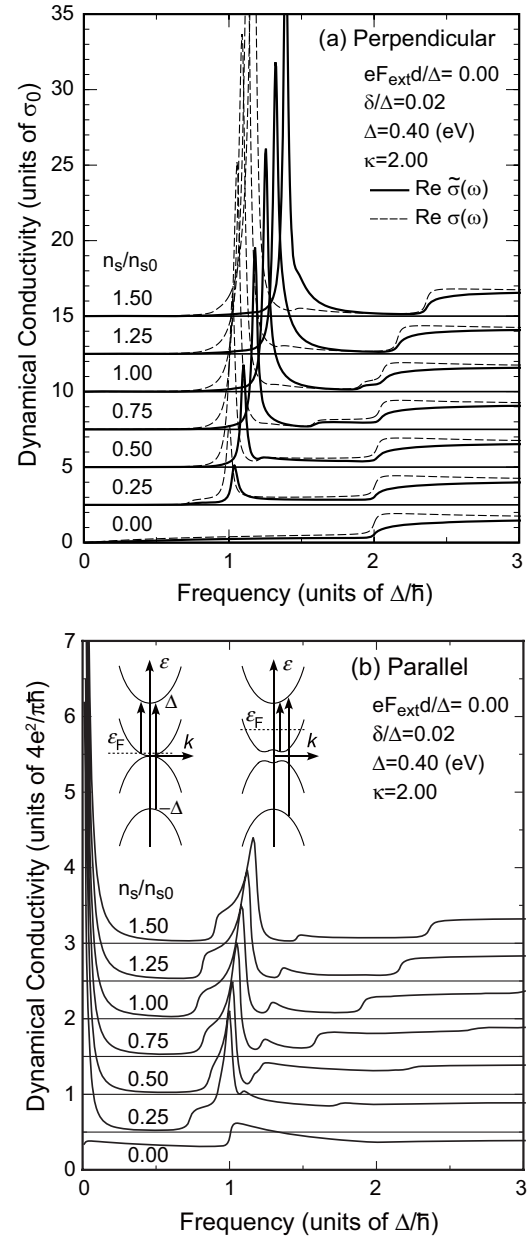 (a) Perpendicular
eF_ext d/Δ= 0.00
δ/Δ=0.02
Δ=0.40 (eV)
κ=2.00
Re σ̃(ω)
Re σ(ω)
n_s/n_s0
1.50
1.25
1.00
0.75
0.50
0.25
0.00
35
30
25
20
15
10
5
0
0 1 2 3
Dynamical Conductivity (units of σ_0)
Frequency (units of Δ/ħ)
(b) Parallel
eF_ext d/Δ= 0.00
δ/Δ=0.02
Δ=0.40 (eV)
κ=2.00
ε
Δ
ε_F
k
−Δ
ε
ε_F
k
n_s/n_s0
1.50
1.25
1.00
0.75
0.50
0.25
0.00
7
6
5
4
3
2
1
0
0 1 2 3
Dynamical Conductivity (units of 4e²/πħ)
Frequency (units of Δ/ħ)